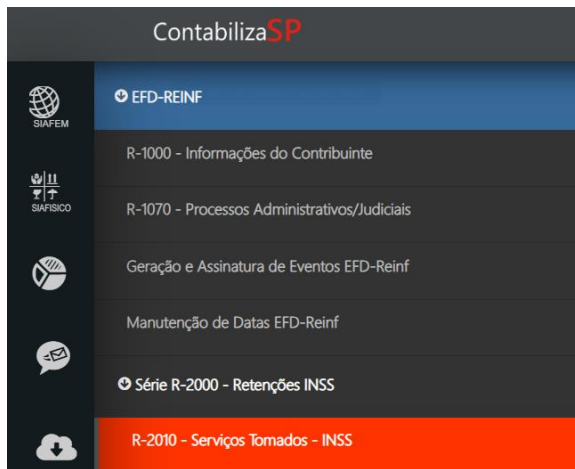 ContabilizaSP
SIAFEM
EFD-REINF
R-1000 - Informações do Contribuinte
SIAFISICO
R-1070 - Processos Administrativos/Judiciais
Geração e Assinatura de Eventos EFD-Reinf
Manutenção de Datas EFD-Reinf
Série R-2000 - Retenções INSS
R-2010 - Serviços Tomados - INSS